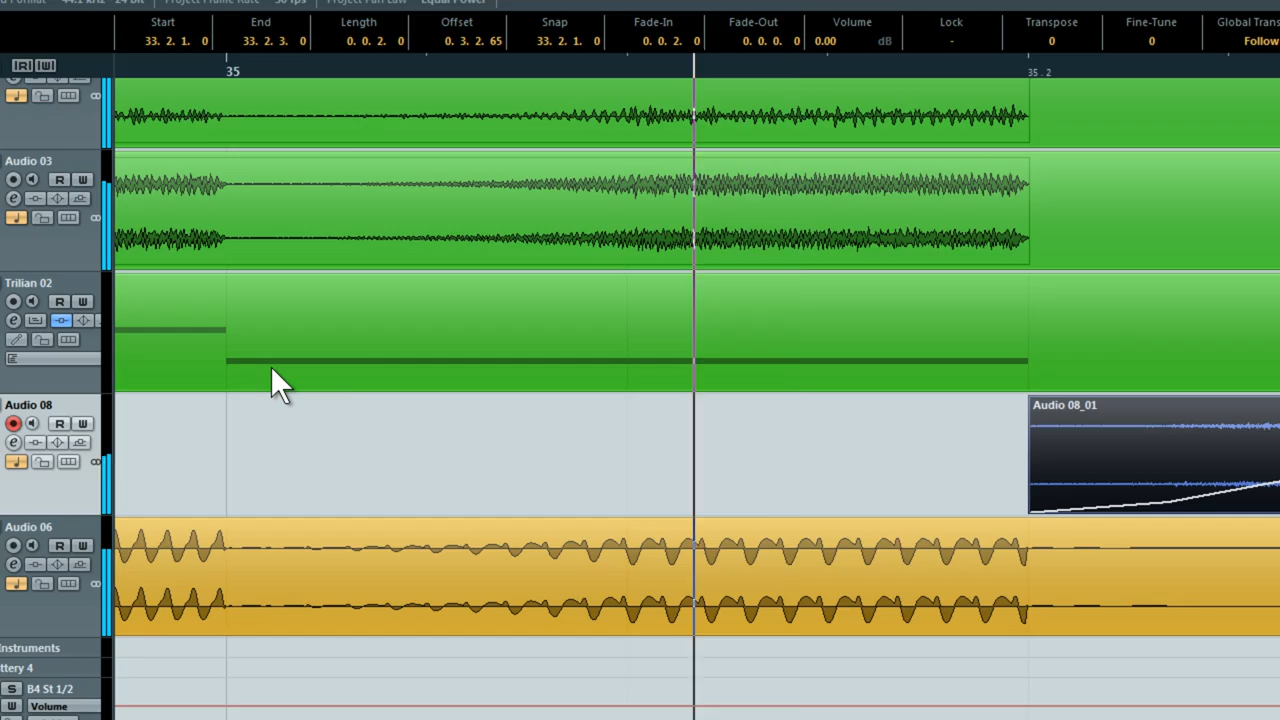 d Format 44.1 kHz - 24 Bit Project Frame Rate 30 fps Project Pan Law Equal Power
Start End Length Offset Snap Fade-In Fade-Out Volume Lock Transpose Fine-Tune Global Trans
33. 2. 1. 0 33. 2. 3. 0 0. 0. 2. 0 0. 3. 2. 65 33. 2. 1. 0 0. 0. 2. 0 0. 0. 0. 0 0.00 dB - 0 0 Follow
R W
35 35 . 2
Audio 03
R W
e
Trilian 02
R W
e
Audio 08
Audio 08_01
R W
e
Audio 06
R W
e
Instruments
ttery 4
S B4 St 1/2
W Volume